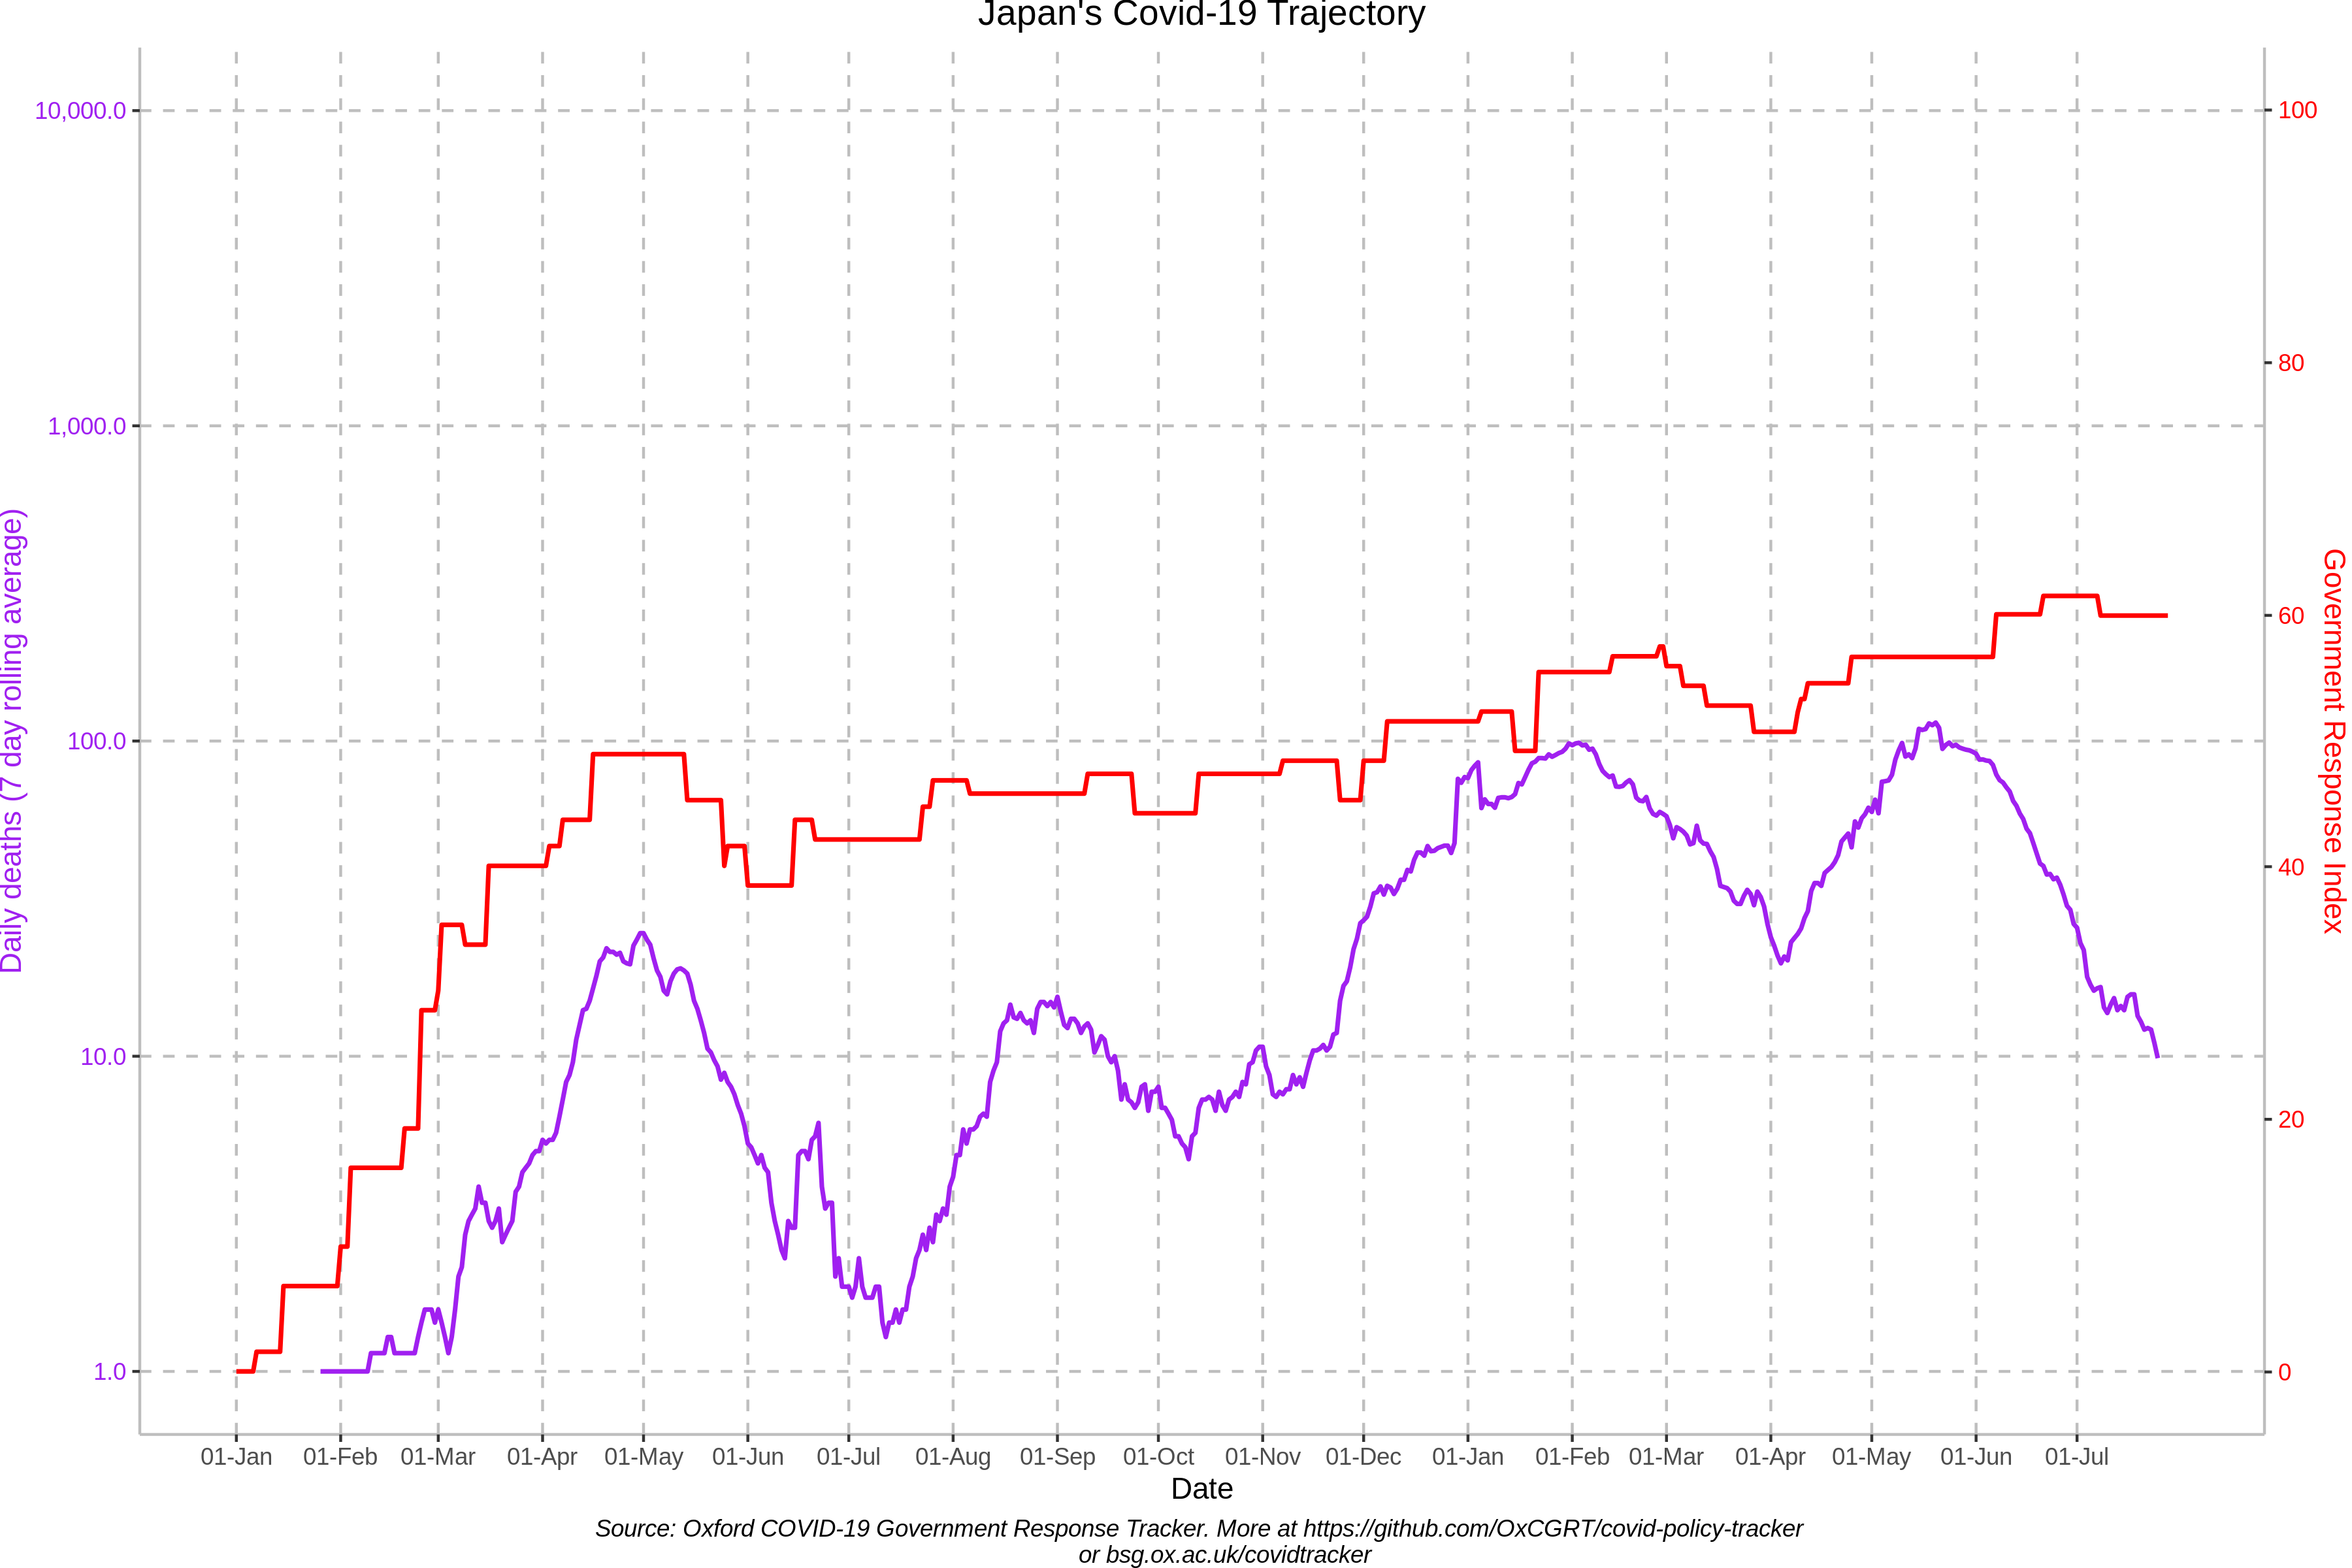 Japan's Covid-19 Trajectory
10,000.0
1,000.0
100.0
10.0
1.0
Daily deaths (7 day rolling average)
100
80
60
40
20
0
Government Response Index
01-Jan 01-Feb 01-Mar 01-Apr 01-May 01-Jun 01-Jul 01-Aug 01-Sep 01-Oct 01-Nov 01-Dec 01-Jan 01-Feb 01-Mar 01-Apr 01-May 01-Jun 01-Jul
Date
Source: Oxford COVID-19 Government Response Tracker. More at https://github.com/OxCGRT/covid-policy-tracker
or bsg.ox.ac.uk/covidtracker